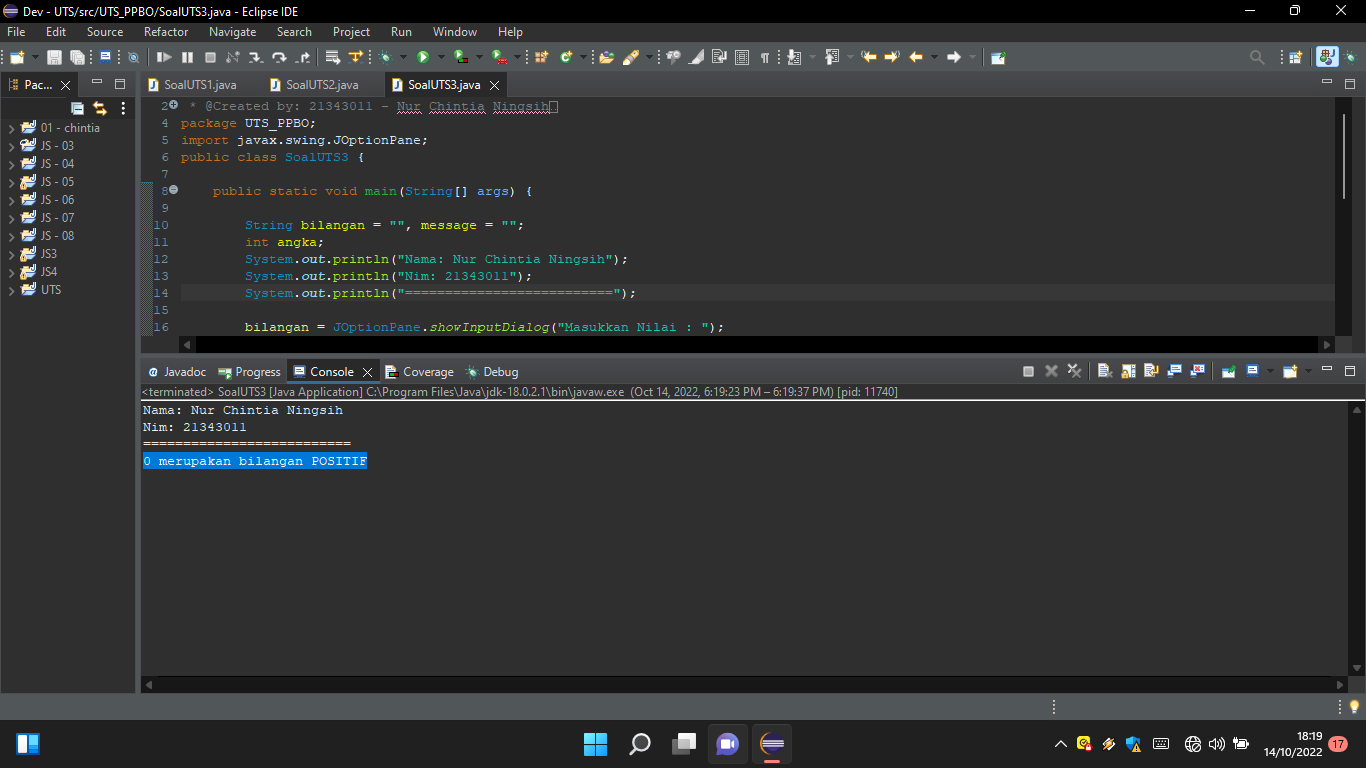 Dev - UTS/src/UTS_PPBO/SoalUTS3.java - Eclipse IDE
File Edit Source Refactor Navigate Search Project Run Window Help
Pac...
SoalUTS1.java SoalUTS2.java SoalUTS3.java
01 - chintia
JS - 03
JS - 04
JS - 05
JS - 06
JS - 07
JS - 08
JS3
JS4
UTS
2 * @Created by: 21343011 - Nur Chintia Ningsih
4 package UTS_PPBO;
5 import javax.swing.JOptionPane;
6 public class SoalUTS3 {
7
8 public static void main(String[] args) {
9
10 String bilangan = "", message = "";
11 int angka;
12 System.out.println("Nama: Nur Chintia Ningsih");
13 System.out.println("Nim: 21343011");
14 System.out.println("==========================");
15
16 bilangan = JOptionPane.showInputDialog("Masukkan Nilai : ");
Javadoc Progress Console Coverage Debug
<terminated> SoalUTS3 [Java Application] C:\Program Files\Java\jdk-18.0.2.1\bin\javaw.exe (Oct 14, 2022, 6:19:23 PM – 6:19:37 PM) [pid: 11740]
Nama: Nur Chintia Ningsih
Nim: 21343011
==========================
0 merupakan bilangan POSITIF
18:19
14/10/2022
17